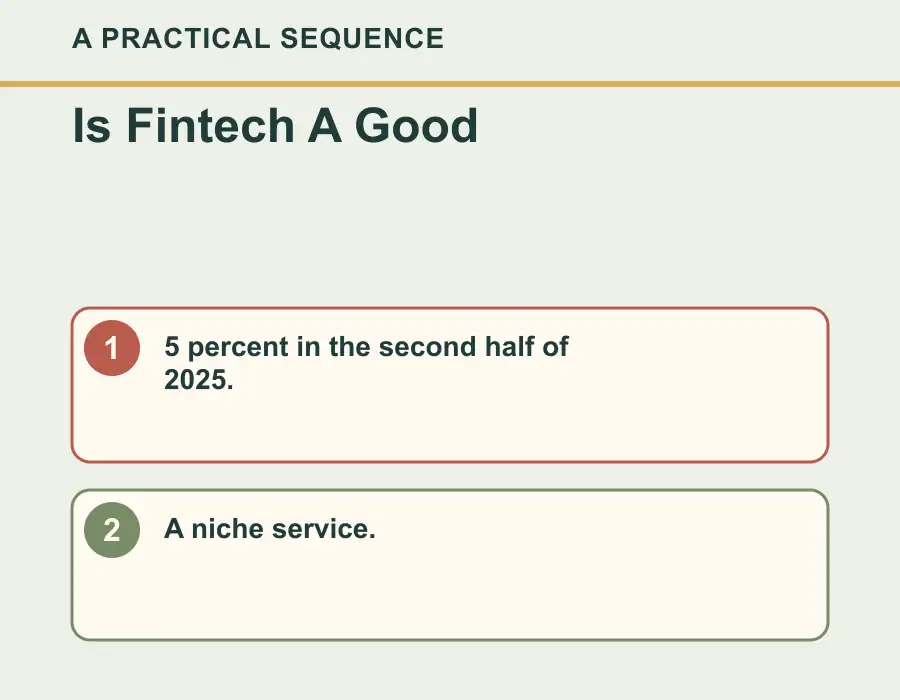 A PRACTICAL SEQUENCE
Is Fintech A Good
1
5 percent in the second half of
2025.
2
A niche service.